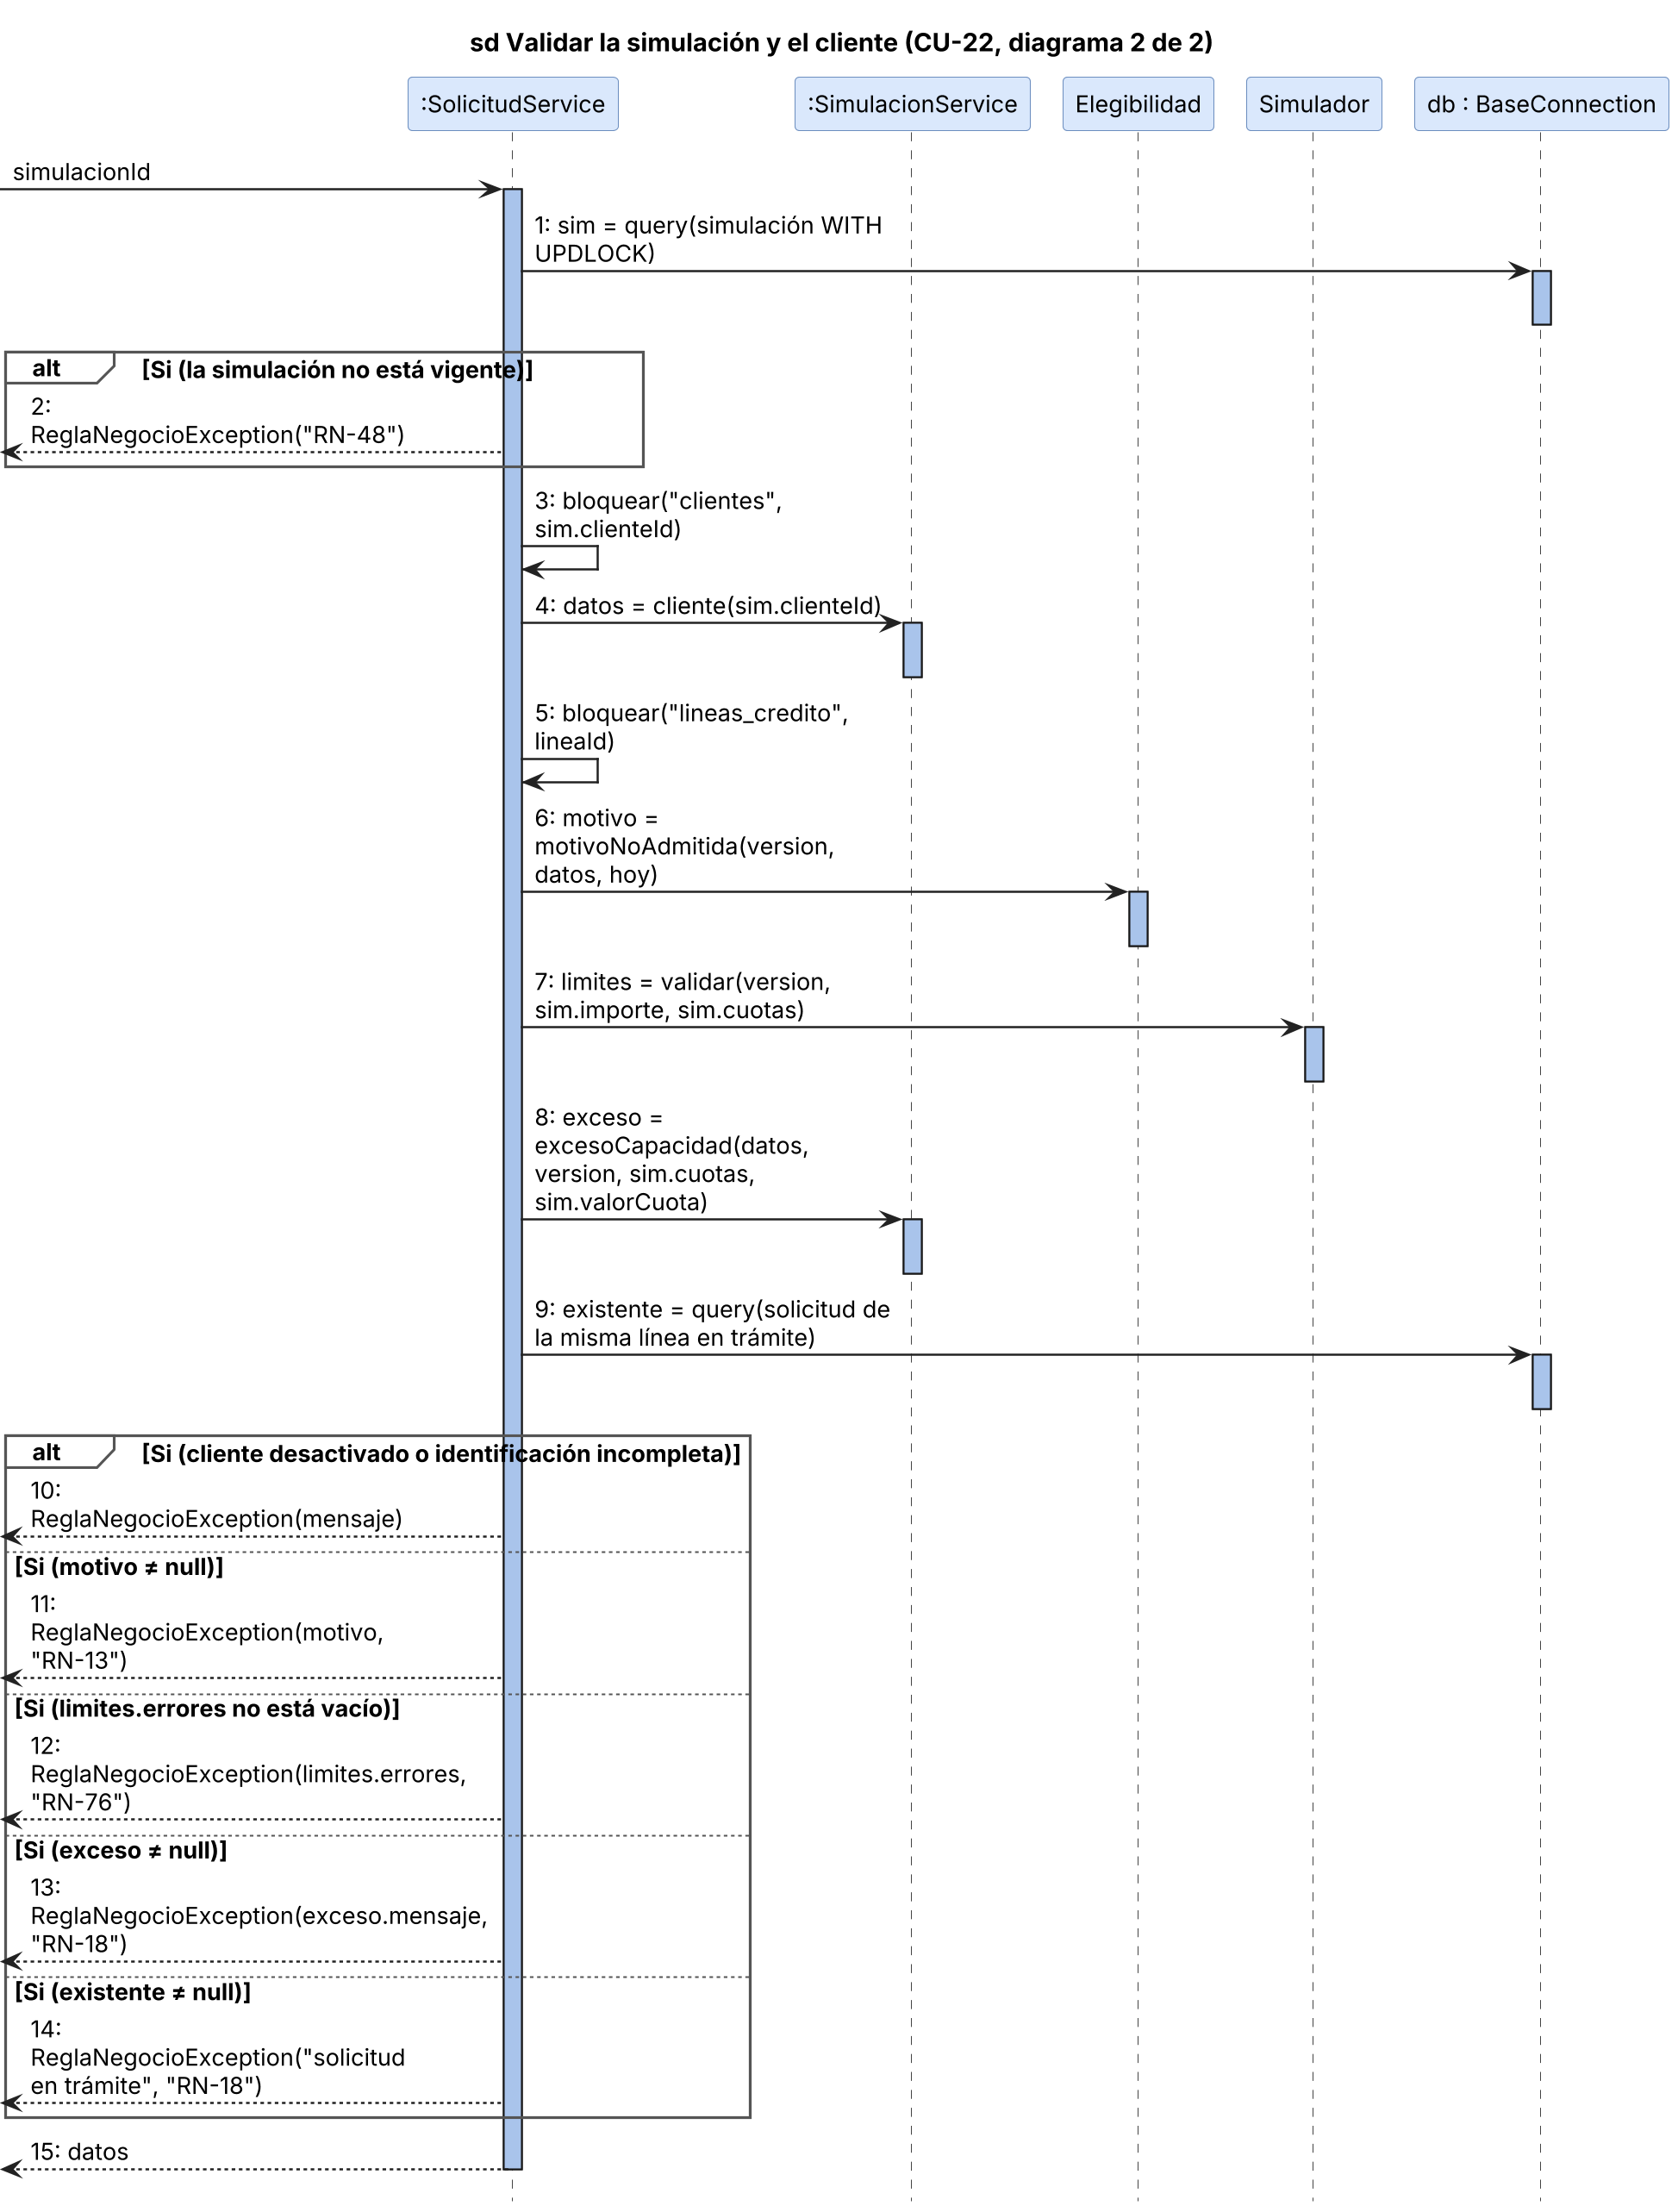 sd Validar la simulación y el cliente (CU-22, diagrama 2 de 2)
:SolicitudService
:SimulacionService
Elegibilidad
Simulador
db : BaseConnection
simulacionId
1: sim = query(simulación WITH
UPDLOCK)
alt
[Si (la simulación no está vigente)]
2:
ReglaNegocioException("RN-48")
3: bloquear("clientes",
sim.clienteId)
4: datos = cliente(sim.clienteId)
5: bloquear("lineas_credito",
lineaId)
6: motivo =
motivoNoAdmitida(version,
datos, hoy)
7: limites = validar(version,
sim.importe, sim.cuotas)
8: exceso =
excesoCapacidad(datos,
version, sim.cuotas,
sim.valorCuota)
9: existente = query(solicitud de
la misma línea en trámite)
alt
[Si (cliente desactivado o identificación incompleta)]
10:
ReglaNegocioException(mensaje)
[Si (motivo ≠ null)]
11:
ReglaNegocioException(motivo,
"RN-13")
[Si (limites.errores no está vacío)]
12:
ReglaNegocioException(limites.errores,
"RN-76")
[Si (exceso ≠ null)]
13:
ReglaNegocioException(exceso.mensaje,
"RN-18")
[Si (existente ≠ null)]
14:
ReglaNegocioException("solicitud
en trámite", "RN-18")
15: datos